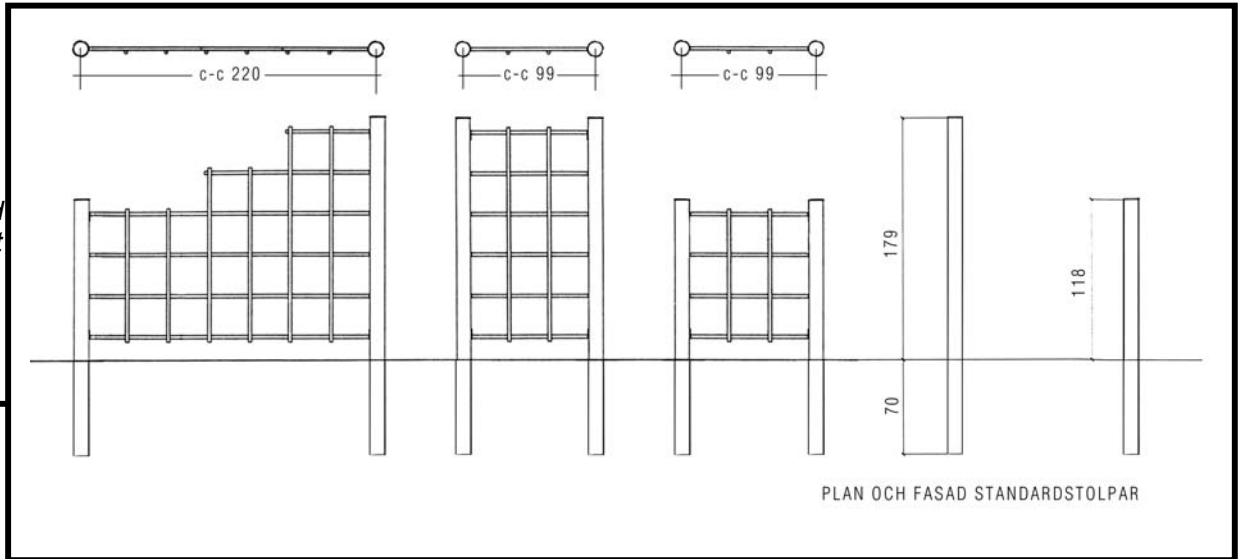 c-c 220
c-c 99
c-c 99
179
118
70
PLAN OCH FASAD STANDARDSTOLPAR